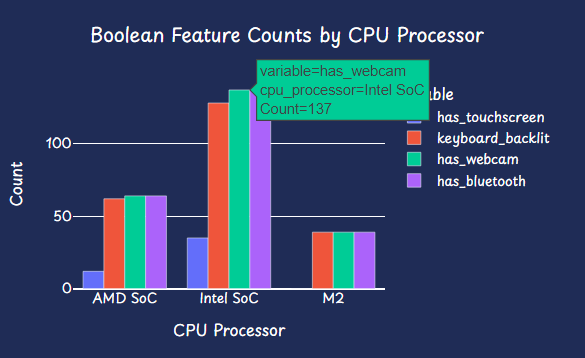 Boolean Feature Counts by CPU Processor
variable=has_webcam
cpu_processor=Intel SoC
Count=137
able
has_touchscreen
keyboard_backlit
has_webcam
has_bluetooth
100
50
0
Count
AMD SoC
Intel SoC
M2
CPU Processor